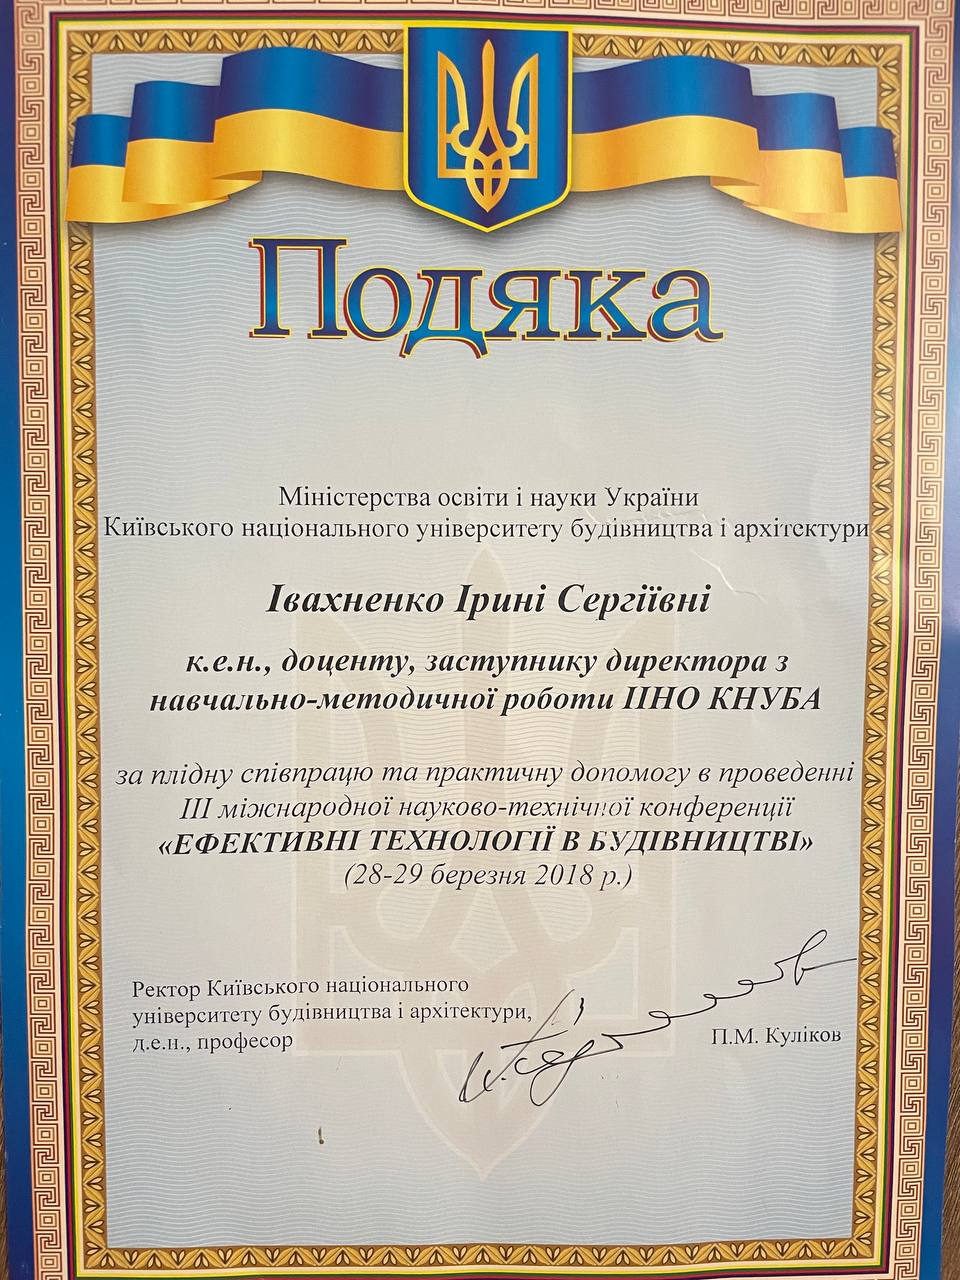 Подяка
Міністерства освіти і науки України
Київського національного університету будівництва і архітектури
Івахненко Ірині Сергіївні
к.е.н., доценту, заступнику директора з
навчально-методичної роботи ІІНО КНУБА
за плідну співпрацю та практичну допомогу в проведенні
ІІІ міжнародної науково-технічної конференції
«ЕФЕКТИВНІ ТЕХНОЛОГІЇ В БУДІВНИЦТВІ»
(28-29 березня 2018 р.)
Ректор Київського національного
університету будівництва і архітектури,
д.е.н., професор
П.М. Куліков